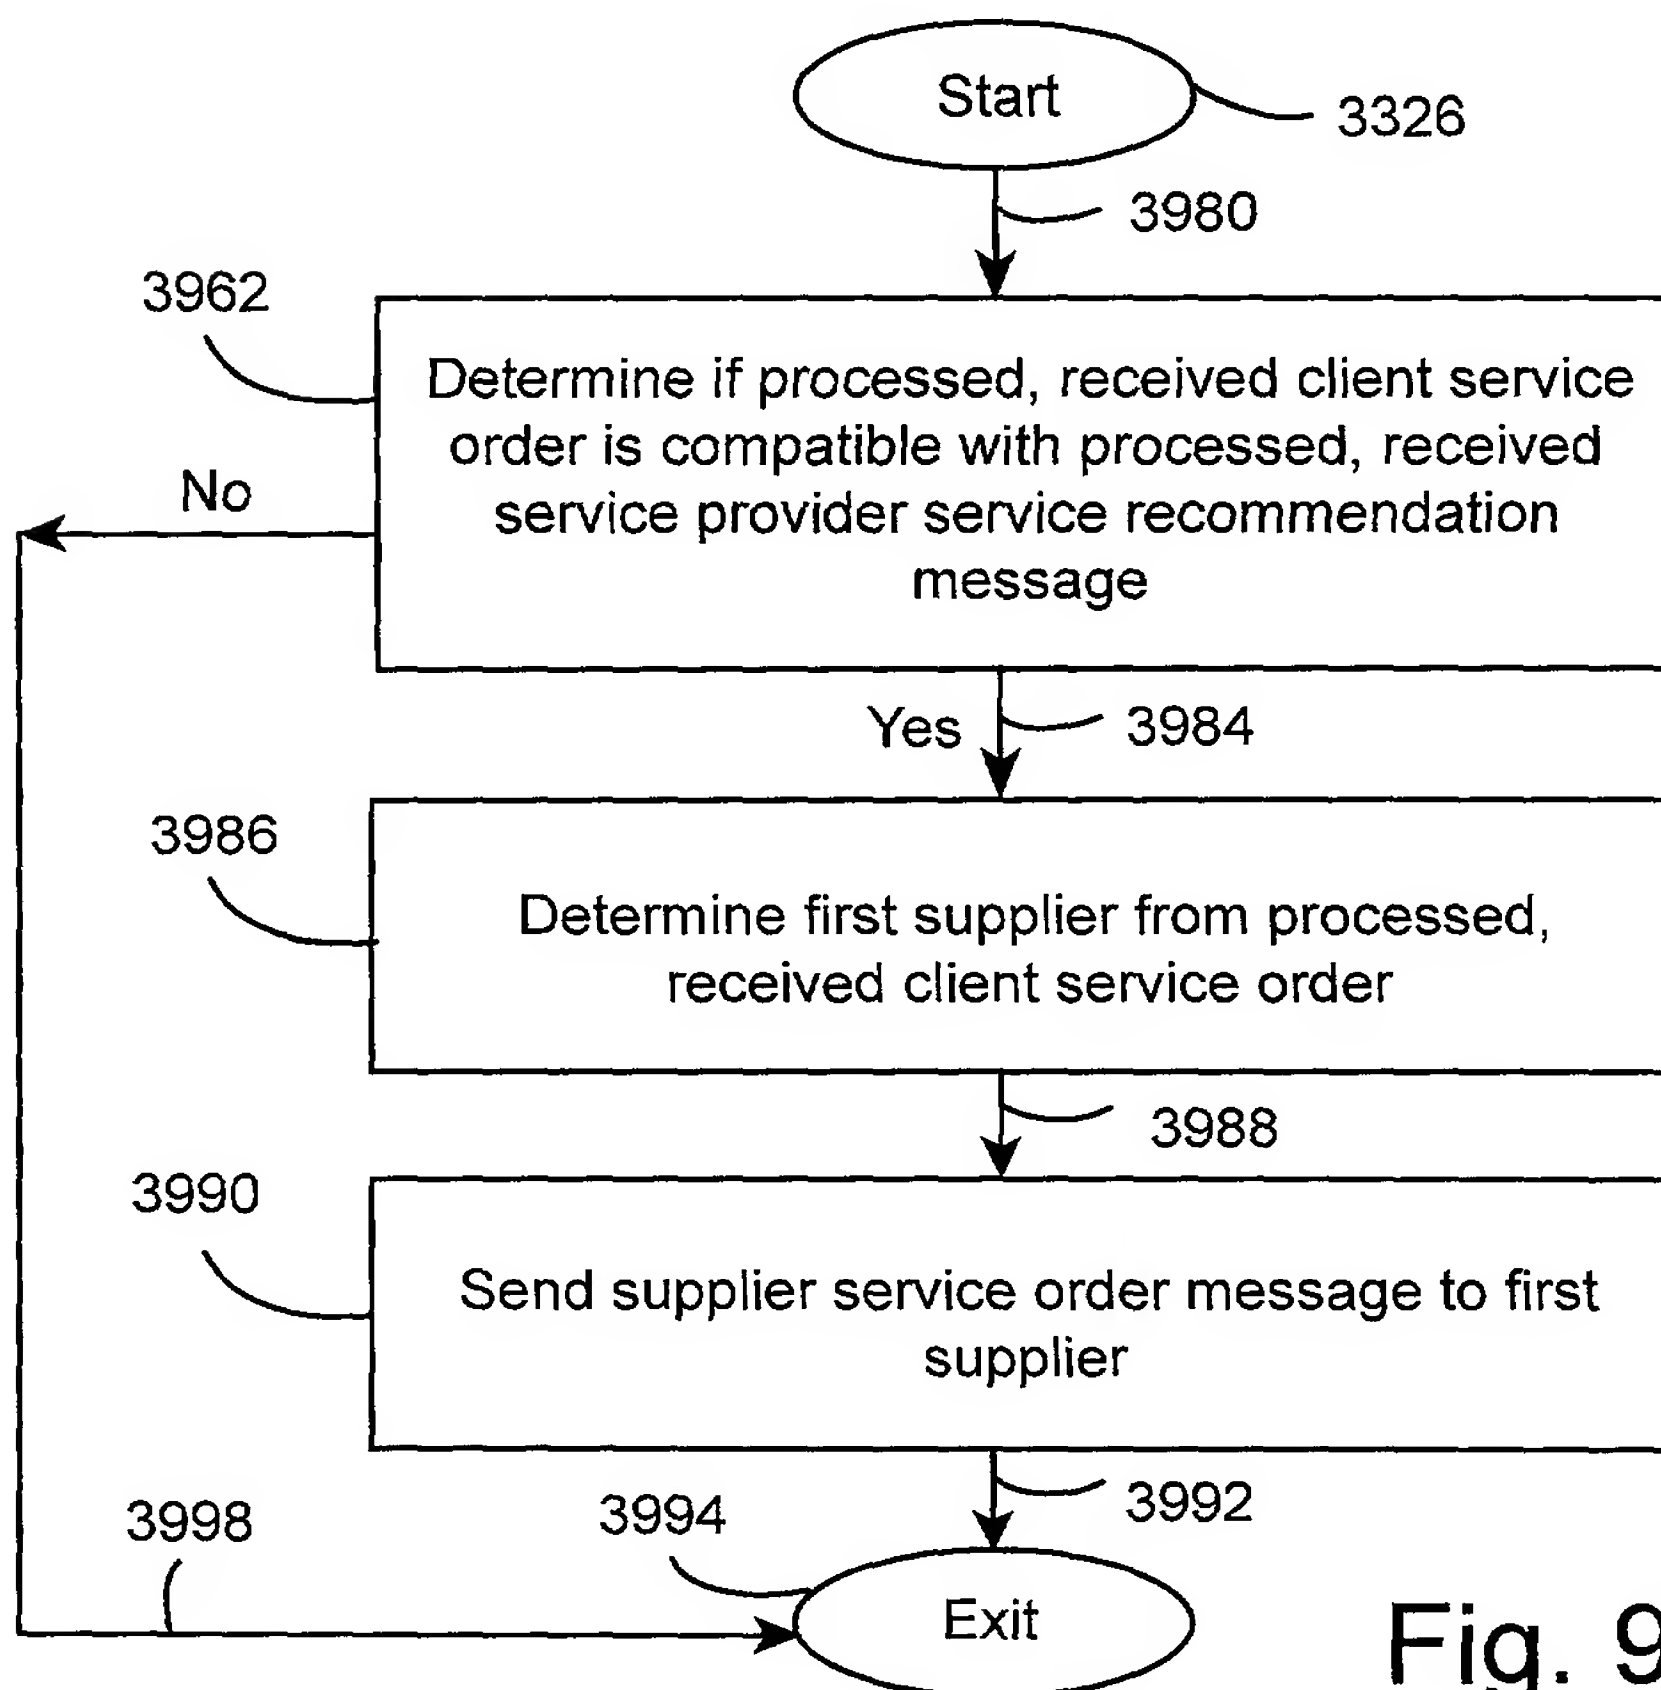 Start
3326
3980
3962
Determine if processed, received client service
order is compatible with processed, received
service provider service recommendation
message
No
Yes
3984
3986
Determine first supplier from processed,
received client service order
3988
3990
Send supplier service order message to first
supplier
3992
3998
3994
Exit
Fig. 9